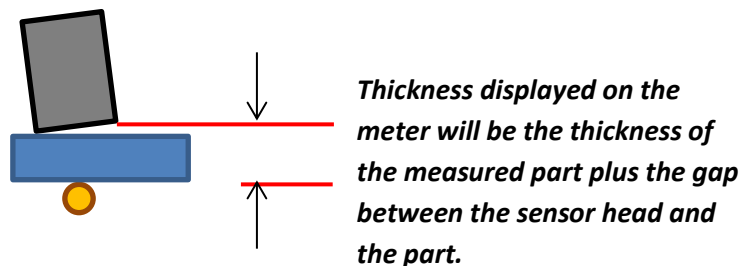 Thickness displayed on the
meter will be the thickness of
the measured part plus the gap
between the sensor head and
the part.